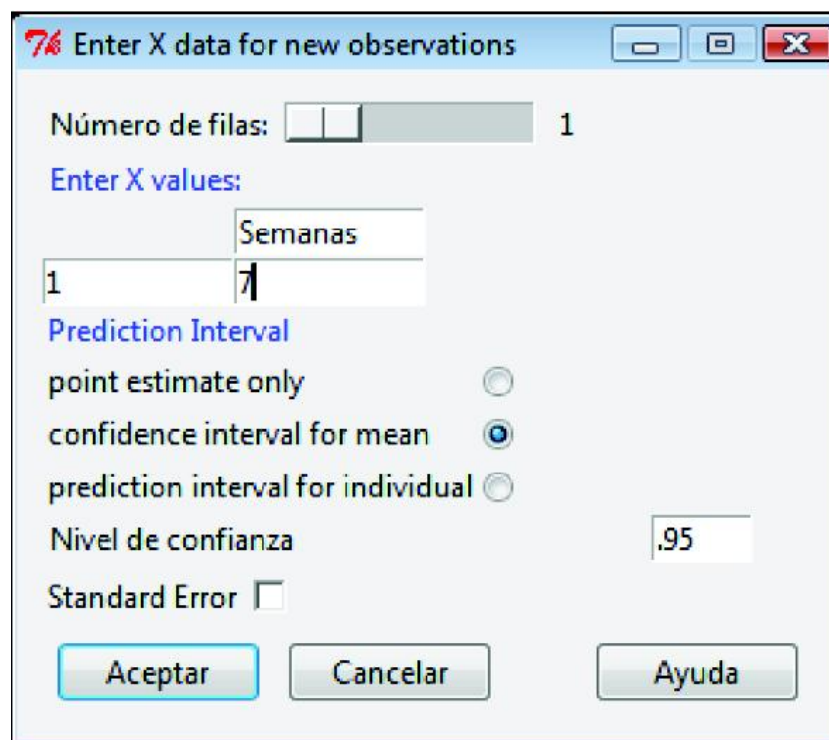 Enter X data for new observations
Número de filas: 1
Enter X values:
Semanas
1 7
Prediction Interval
point estimate only
confidence interval for mean
prediction interval for individual
Nivel de confianza .95
Standard Error
Aceptar Cancelar Ayuda